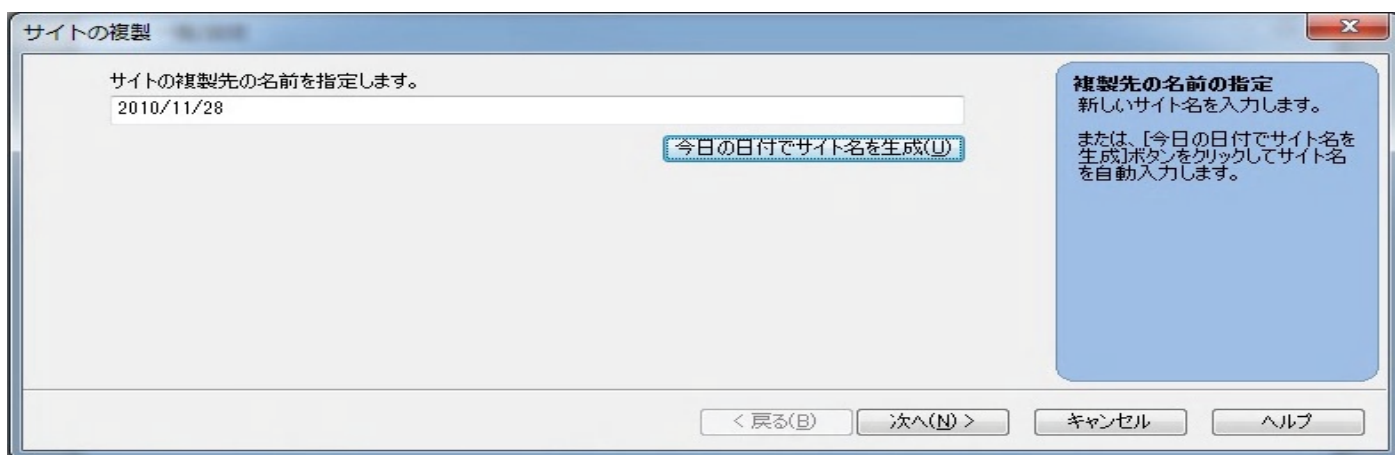 サイトの複製
サイトの複製先の名前を指定します。
2010/11/28
今日の日付でサイト名を生成(U)
複製先の名前の指定
新しいサイト名を入力します。
または、[今日の日付でサイト名を
生成]ボタンをクリックしてサイト名
を自動入力します。
< 戻る(B)
次へ(N) >
キャンセル
ヘルプ